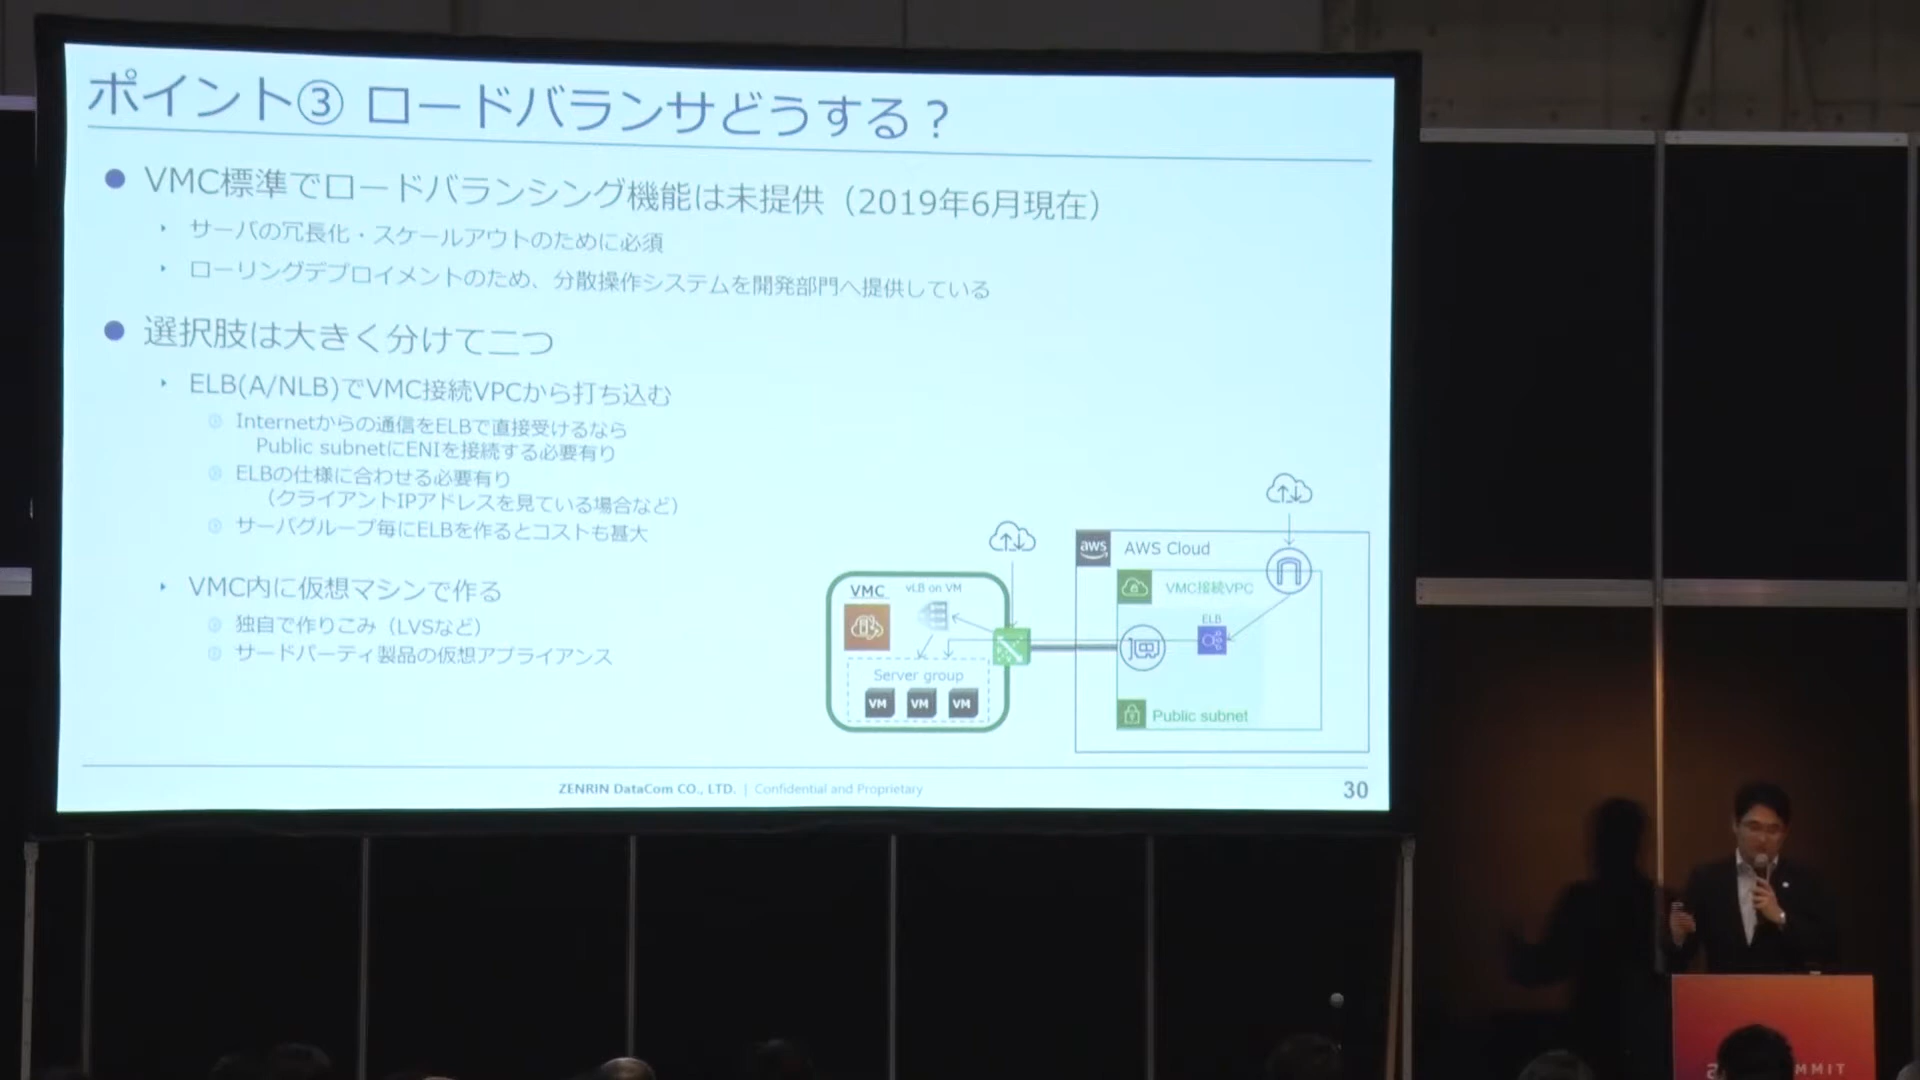 ポイント③ ロードバランサどうする？
VMC標準でロードバランシング機能は未提供（2019年6月現在）
サーバの冗長化・スケールアウトのために必須
ローリングデプロイメントのため、分散操作システムを開発部門へ提供している
選択肢は大きく分けて二つ
ELB(A/NLB)でVMC接続VPCから打ち込む
Internetからの通信をELBで直接受けるなら
Public subnetにENIを接続する必要有り
ELBの仕様に合わせる必要有り
（クライアントIPアドレスを見ている場合など）
サーバグループ毎にELBを作るとコストも甚大
VMC内に仮想マシンで作る
独自で作りこみ（LVSなど）
サードパーティ製品の仮想アプライアンス
VMC
vLB on VM
Server group
VM VM VM
aws
AWS Cloud
VMC接続VPC
ELB
Public subnet
ZENRIN DataCom CO., LTD. | Confidential and Proprietary
30